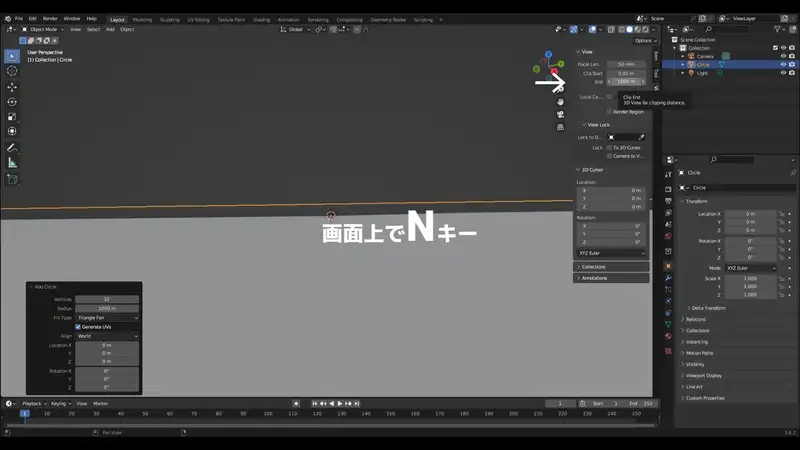 File Edit Render Window Help Layout Modeling Sculpting UV Editing Texture Paint Shading Animation Rendering Compositing Geometry Nodes Scripting + Scene ViewLayer
Object Mode View Select Add Object Global
Options
User Perspective
(1) Collection | Circle
View
Focal Len... 50 mm
Clip Start 0.01 m
End 1000 m
Local Ca...
Render Region
Clip End
3D View far clipping distance.
View Lock
Lock to O...
Lock To 3D Cursor
Camera to V...
3D Cursor
Location:
X 0 m
Y 0 m
Z 0 m
Rotation:
X 0°
Y 0°
Z 0°
XYZ Euler
Collections
Annotations
Item
Tool
画面上でNキー
Add Circle
Vertices 32
Radius 1000 m
Fill Type Triangle Fan
Generate UVs
Align World
Location X 0 m
Y 0 m
Z 0 m
Rotation X 0°
Y 0°
Z 0°
Scene Collection
Collection
Camera
Circle
Light
Circle
Circle
Transform
Location X 0 m
Y 0 m
Z 0 m
Rotation X 0°
Y 0°
Z 0°
Mode XYZ Euler
Scale X 1.000
Y 1.000
Z 1.000
Delta Transform
Relations
Collections
Instancing
Motion Paths
Visibility
Viewport Display
Line Art
Custom Properties
Playback Keying View Marker 1 Start 1 End 250
1 10 20 30 40 50 60 70 80 90 100 110 120 130 140 150 160 170 180 190 200 210 220 230 240 250
Pan View
3.6.2